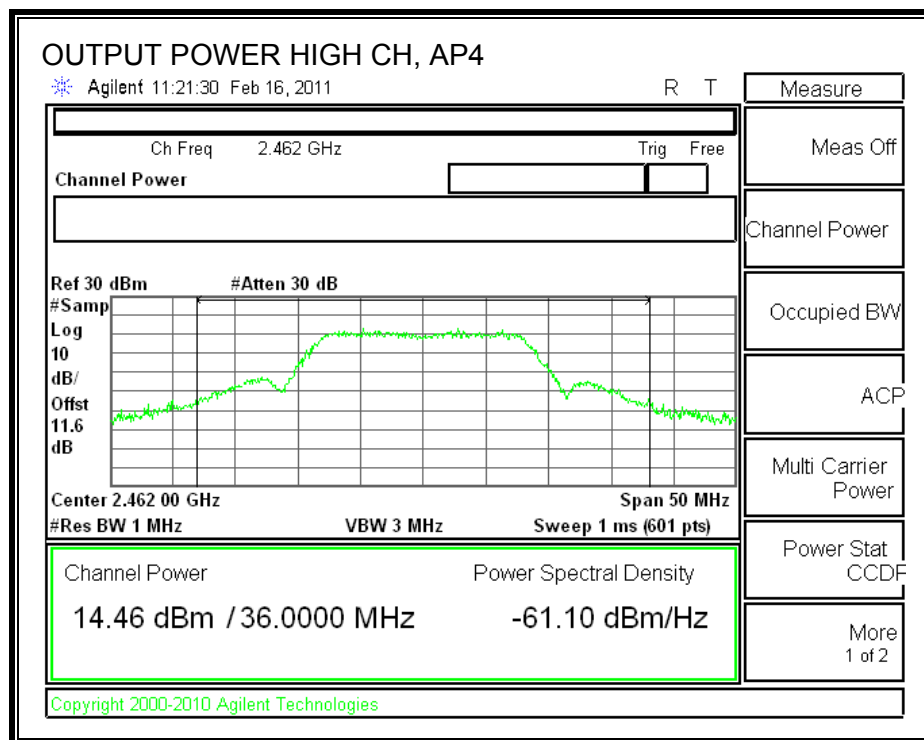 OUTPUT POWER HIGH CH, AP4
Agilent 11:21:30 Feb 16, 2011 R T
Measure
Ch Freq 2.462 GHz Trig Free
Meas Off
Channel Power
Channel Power
Ref 30 dBm #Atten 30 dB
#Samp
Log
10
dB/
Offst
11.6
dB
Occupied BW
ACP
Multi Carrier
Power
Center 2.462 00 GHz Span 50 MHz
#Res BW 1 MHz VBW 3 MHz Sweep 1 ms (601 pts)
Power Stat
CCDF
Channel Power Power Spectral Density
14.46 dBm / 36.0000 MHz -61.10 dBm/Hz
More
1 of 2
Copyright 2000-2010 Agilent Technologies